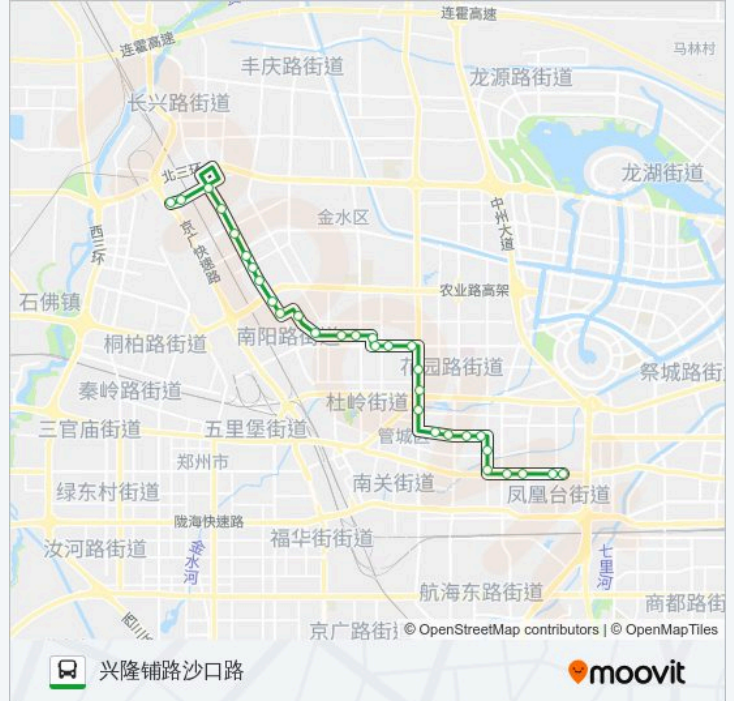 连霍高速
连霍高速
丰庆路街道
马林村
龙源路街道
长兴路街道
北三环
龙湖街道
金水区
中州大道
西三环
京广快速路
石佛镇
农业路高架
南阳路街道
桐柏路街道
花园路街道
祭城路街
秦岭路街道
杜岭街道
三官庙街道
五里堡街道
管城区
郑州市
南关街道
绿东村街道
凤凰台街道
陇海快速路
福华街街道
汝河路街道
金水河
七里河
航海东路街道
商都路街
西三环
京广路街道
© OpenStreetMap contributors | © OpenMapTiles
兴隆铺路沙口路
moovit